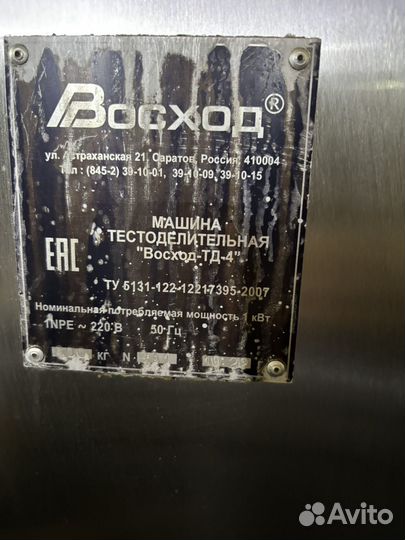 Восход®
ул. Астраханская 21, Саратов, Россия, 410004
Тел.: (845-2) 39-10-01, 39-10-09, 39-10-15
МАШИНА
ТЕСТОДЕЛИТЕЛЬНАЯ
"Восход-ТД-4"
EAC
ТУ 5131-122-12217395-2007
Номинальная потребляемая мощность 1 кВт
1NPE ~ 220 В 50 Гц
КГ N
Avito